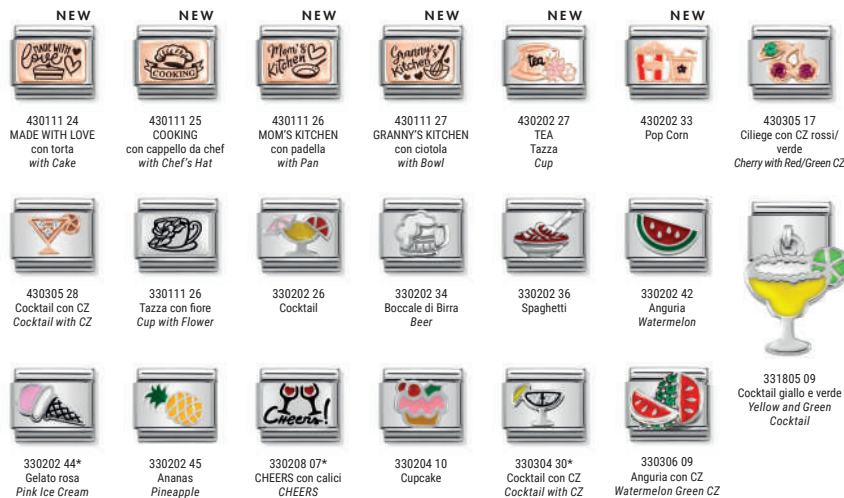 NEW
NEW
NEW
NEW
NEW
NEW
MADE WITH
love
COOKING
Mom's
Kitchen
Granny's
Kitchen
tea
430111 24
MADE WITH LOVE
con torta
with Cake
430111 25
COOKING
con cappello da chef
with Chef's Hat
430111 26
MOM'S KITCHEN
con padella
with Pan
430111 27
GRANNY'S KITCHEN
con ciotola
with Bowl
430202 27
TEA
Tazza
Cup
430202 33
Pop Corn
430305 17
Ciliege con CZ rossi/
verde
Cherry with Red/Green CZ
430305 28
Cocktail con CZ
Cocktail with CZ
330111 26
Tazza con fiore
Cup with Flower
330202 26
Cocktail
330202 34
Boccale di Birra
Beer
330202 36
Spaghetti
330202 42
Anguria
Watermelon
331805 09
Cocktail giallo e verde
Yellow and Green
Cocktail
Cheers!
330202 44*
Gelato rosa
Pink Ice Cream
330202 45
Ananas
Pineapple
330208 07*
CHEERS con calici
CHEERS
330204 10
Cupcake
330304 30*
Cocktail con CZ
Cocktail with CZ
330306 09
Anguria con CZ
Watermelon Green CZ